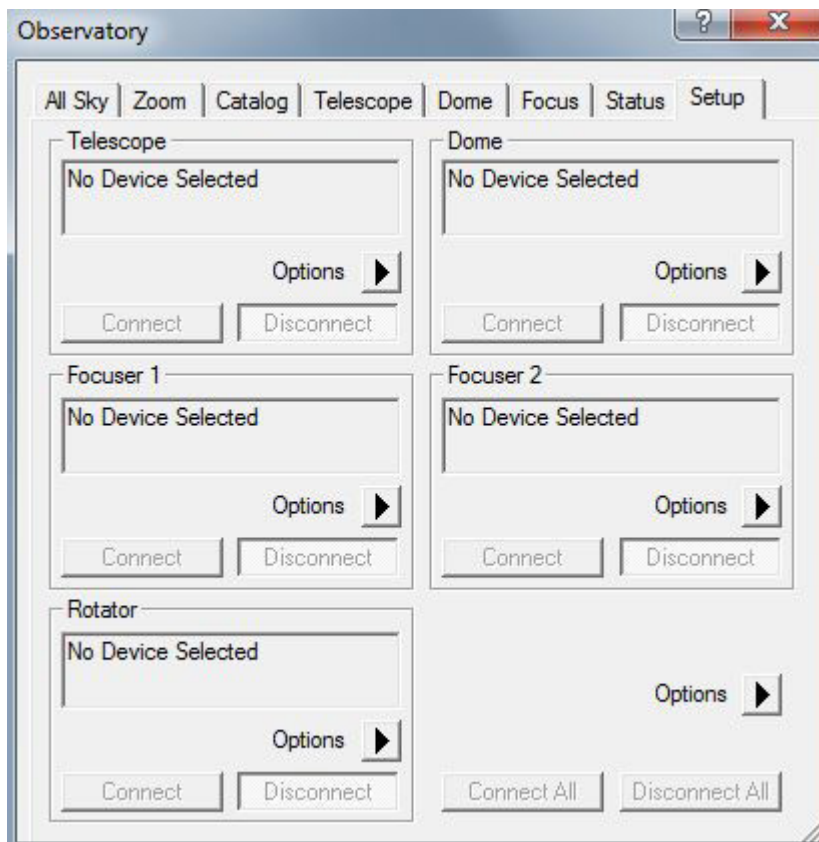 Observatory
?
All Sky Zoom Catalog Telescope Dome Focus Status Setup
Telescope
No Device Selected
Options
Connect Disconnect
Dome
No Device Selected
Options
Connect Disconnect
Focuser 1
No Device Selected
Options
Connect Disconnect
Focuser 2
No Device Selected
Options
Connect Disconnect
Rotator
No Device Selected
Options
Connect Disconnect
Options
Connect All Disconnect All